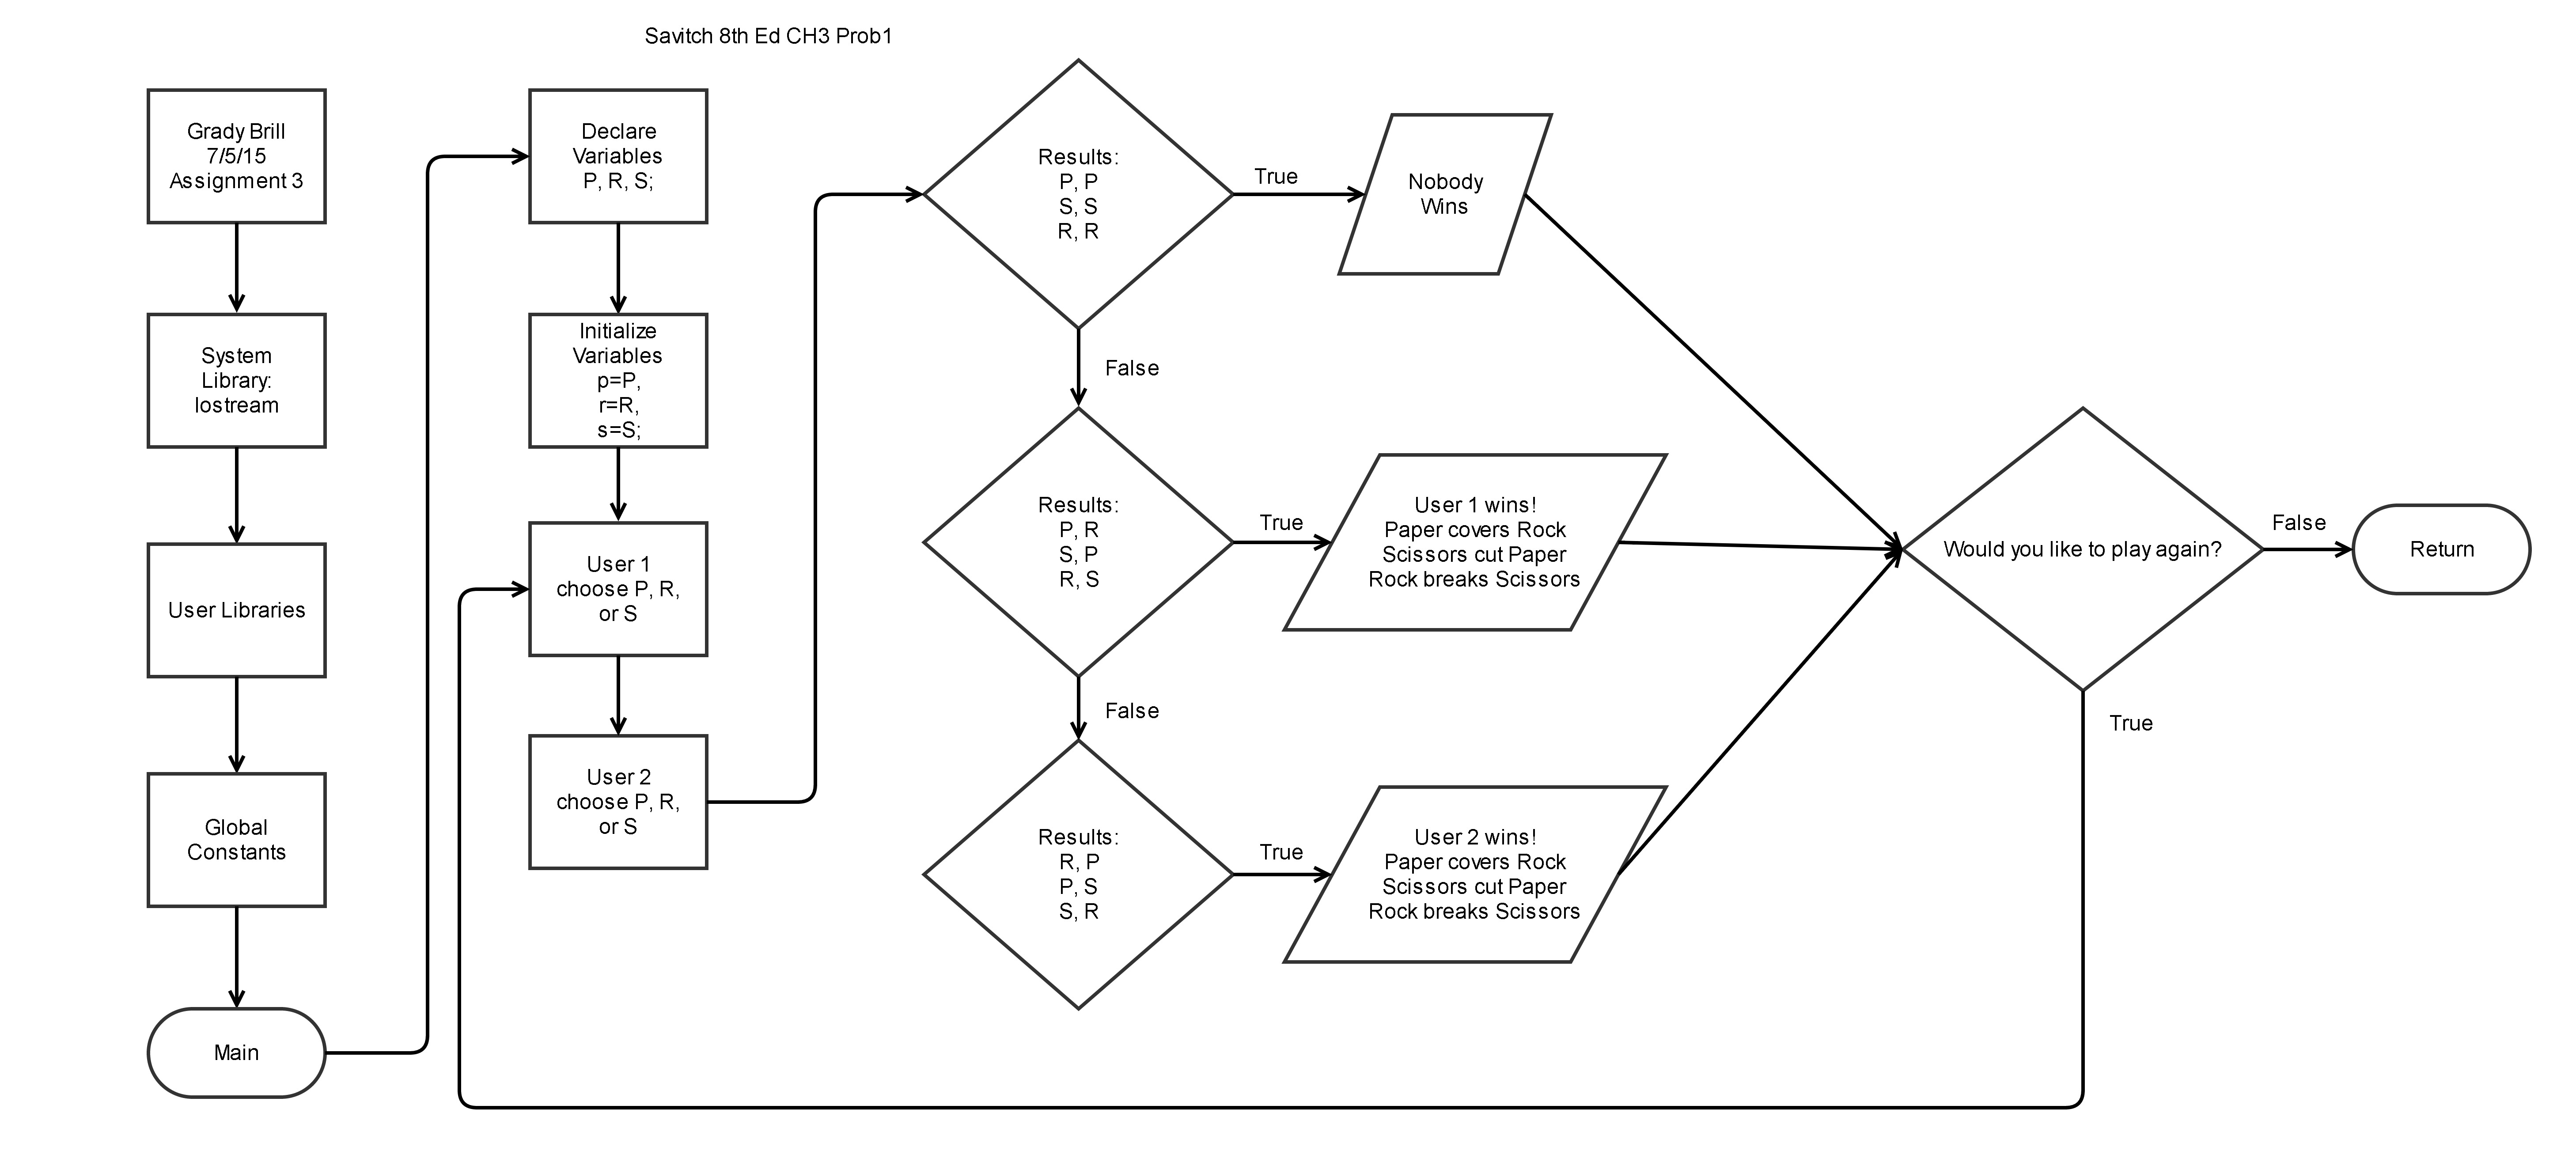 Savitch 8th Ed CH3 Prob1
Grady Brill
7/5/15
Assignment 3
System
Library:
Iostream
User Libraries
Global
Constants
Main
Declare
Variables
P, R, S;
Initialize
Variables
p=P,
r=R,
s=S;
User 1
choose P, R,
or S
User 2
choose P, R,
or S
Results:
P, P
S, S
R, R
True
Nobody
Wins
False
Results:
P, R
S, P
R, S
True
User 1 wins!
Paper covers Rock
Scissors cut Paper
Rock breaks Scissors
False
Results:
R, P
P, S
S, R
True
User 2 wins!
Paper covers Rock
Scissors cut Paper
Rock breaks Scissors
Would you like to play again?
False
Return
True